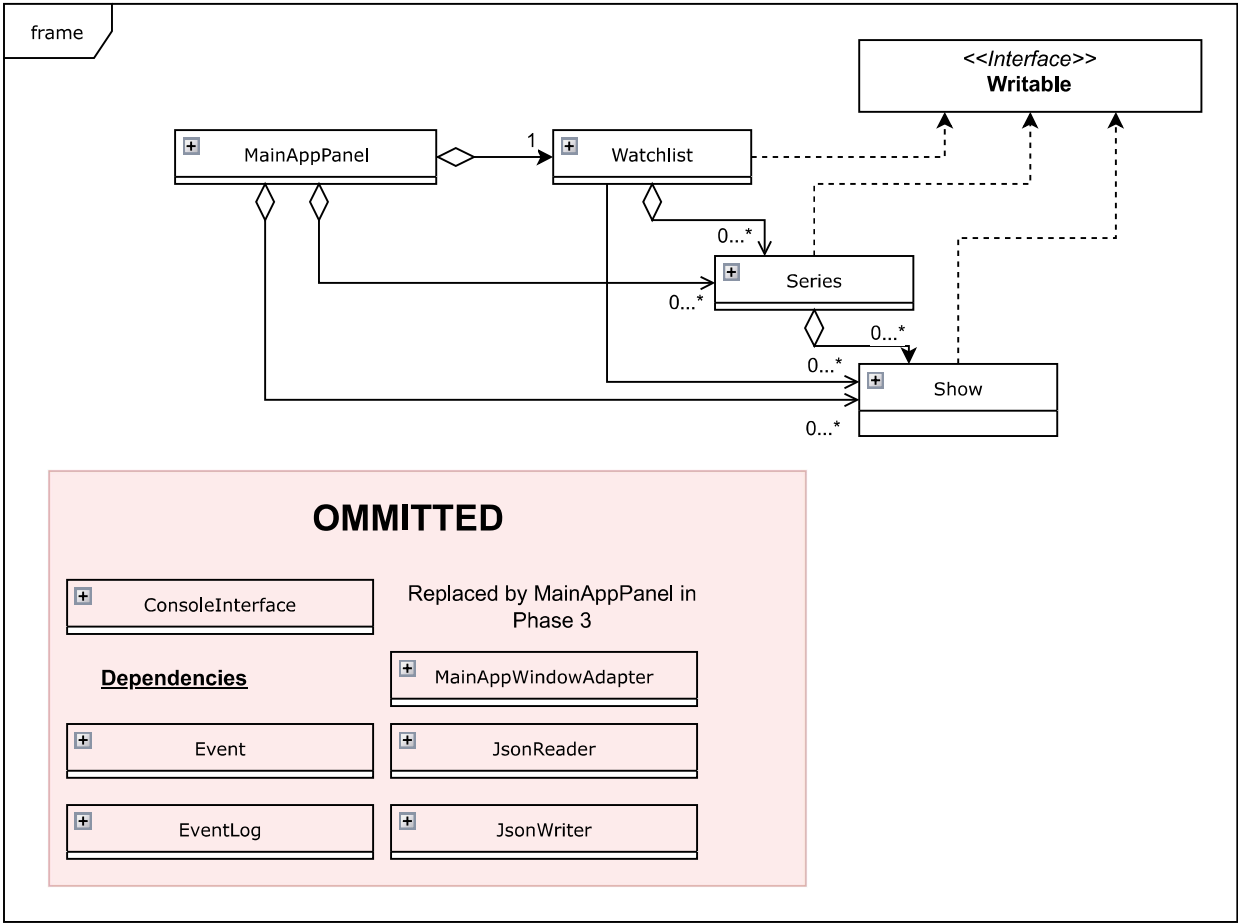 frame
<<Interface>>
Writable
MainAppPanel
1
Watchlist
0...*
Series
0...*
0...*
0...*
Show
0...*
OMMITTED
ConsoleInterface
Replaced by MainAppPanel in
Phase 3
Dependencies
MainAppWindowAdapter
Event
JsonReader
EventLog
JsonWriter